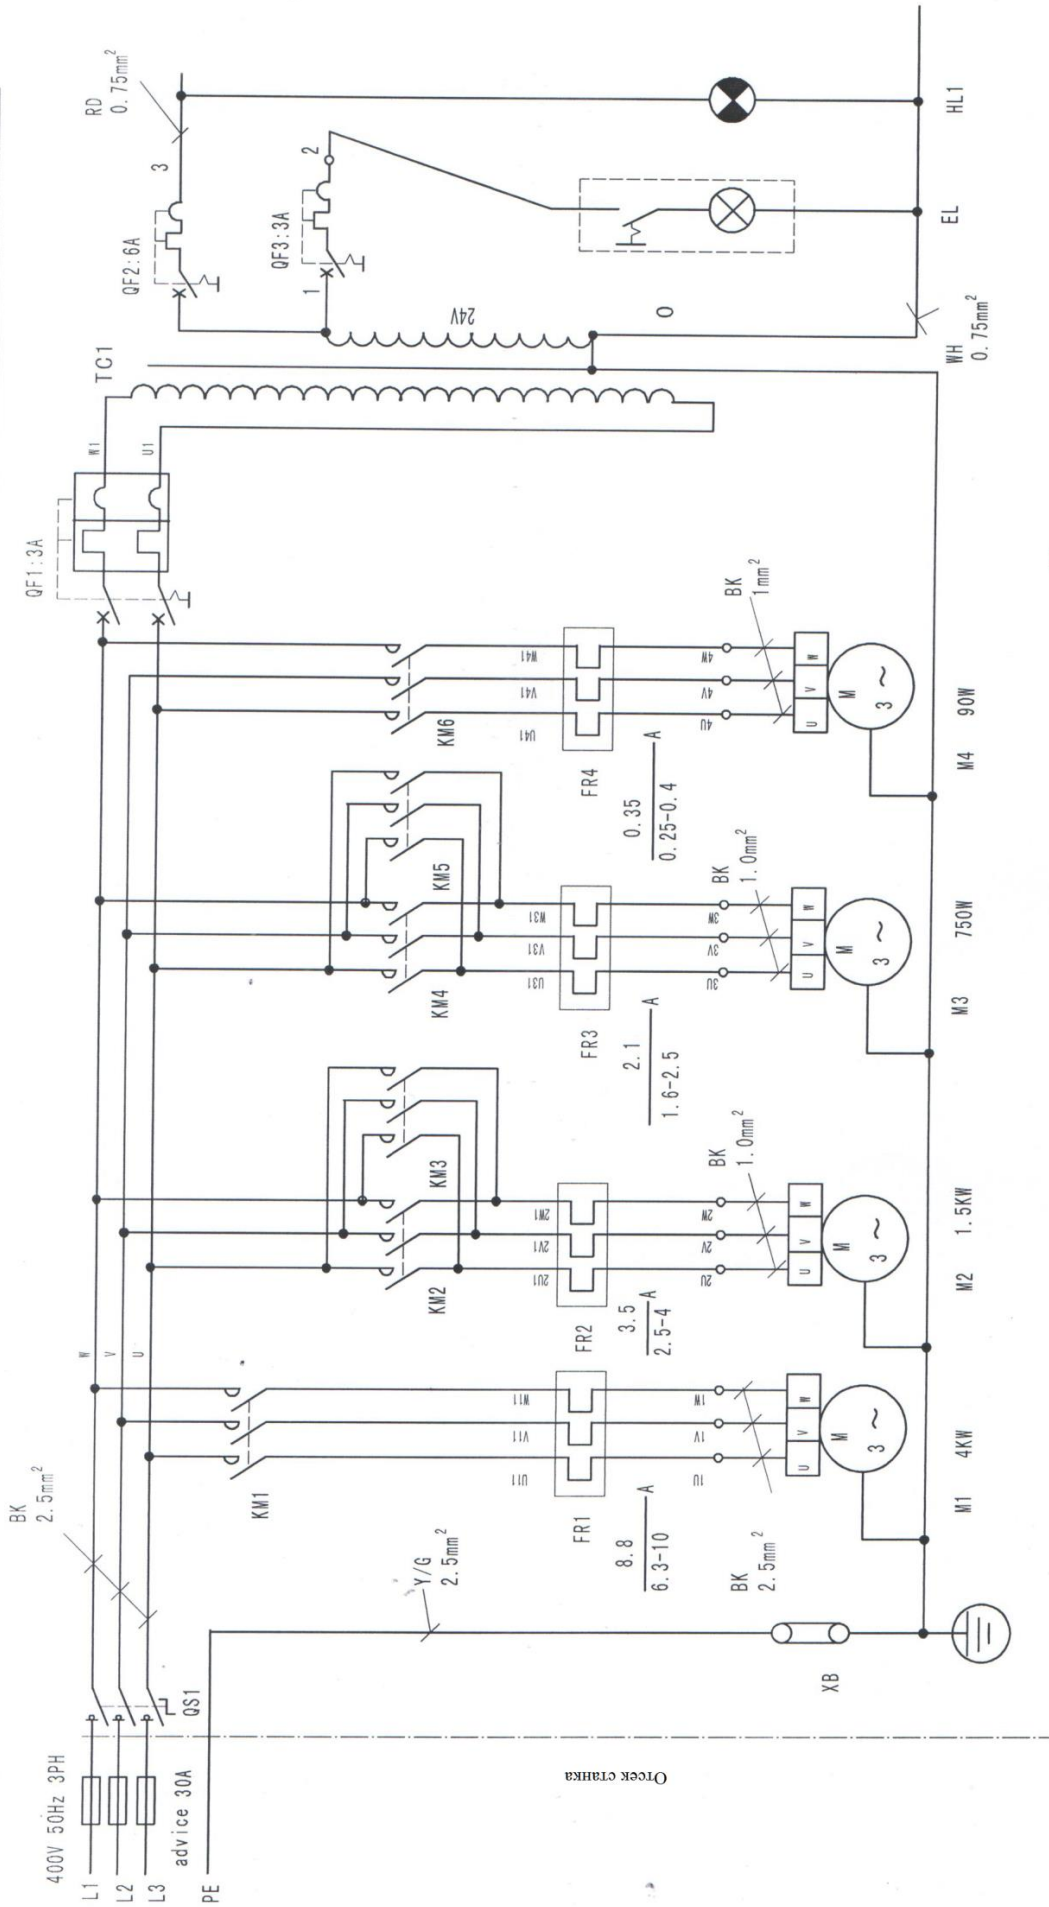 400V 50Hz 3PH
L1
L2
L3
advice 30A
PE
QS1
Отсек станка
BK
2.5mm²
W
V
U
Y/G
2.5mm²
XB
KM1
U11
V11
W11
FR1
8.8
A
6.3-10
1U
1V
1W
BK
2.5mm²
U
V
W
M
3 ~
M1
4KW
KM2
KM3
2U1
2V1
2W1
FR2
3.5
A
2.5-4
2U
2V
2W
BK
1.0mm²
U
V
W
M
3 ~
M2
1.5KW
KM4
KM5
U31
V31
W31
FR3
2.1
A
1.6-2.5
3U
3V
3W
BK
1.0mm²
U
V
W
M
3 ~
M3
750W
KM6
U41
V41
W41
FR4
0.35
A
0.25-0.4
4U
4V
4W
BK
1mm²
U
V
W
M
3 ~
M4
90W
QF1:3A
W1
U1
TC1
24V
0
QF2:6A
3
RD
0.75mm²
QF3:3A
1
2
WH
0.75mm²
EL
HL1